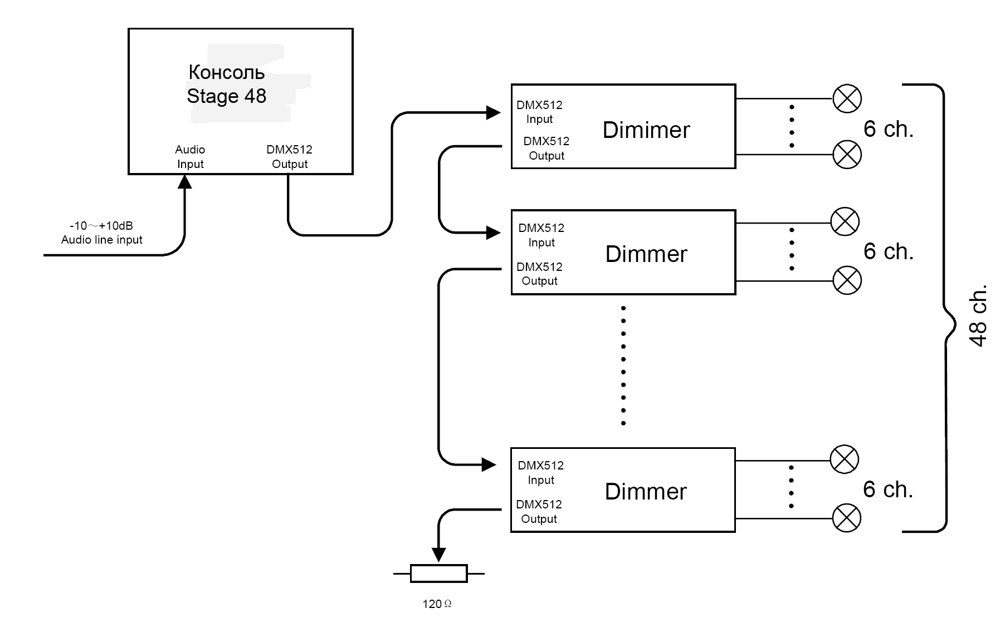 Консоль
Stage 48
Audio
Input
DMX512
Output
-10～+10dB
Audio line input
DMX512
Input
DMX512
Output
Dimimer
6 ch.
DMX512
Input
DMX512
Output
Dimmer
6 ch.
48 ch.
DMX512
Input
DMX512
Output
Dimmer
6 ch.
120Ω